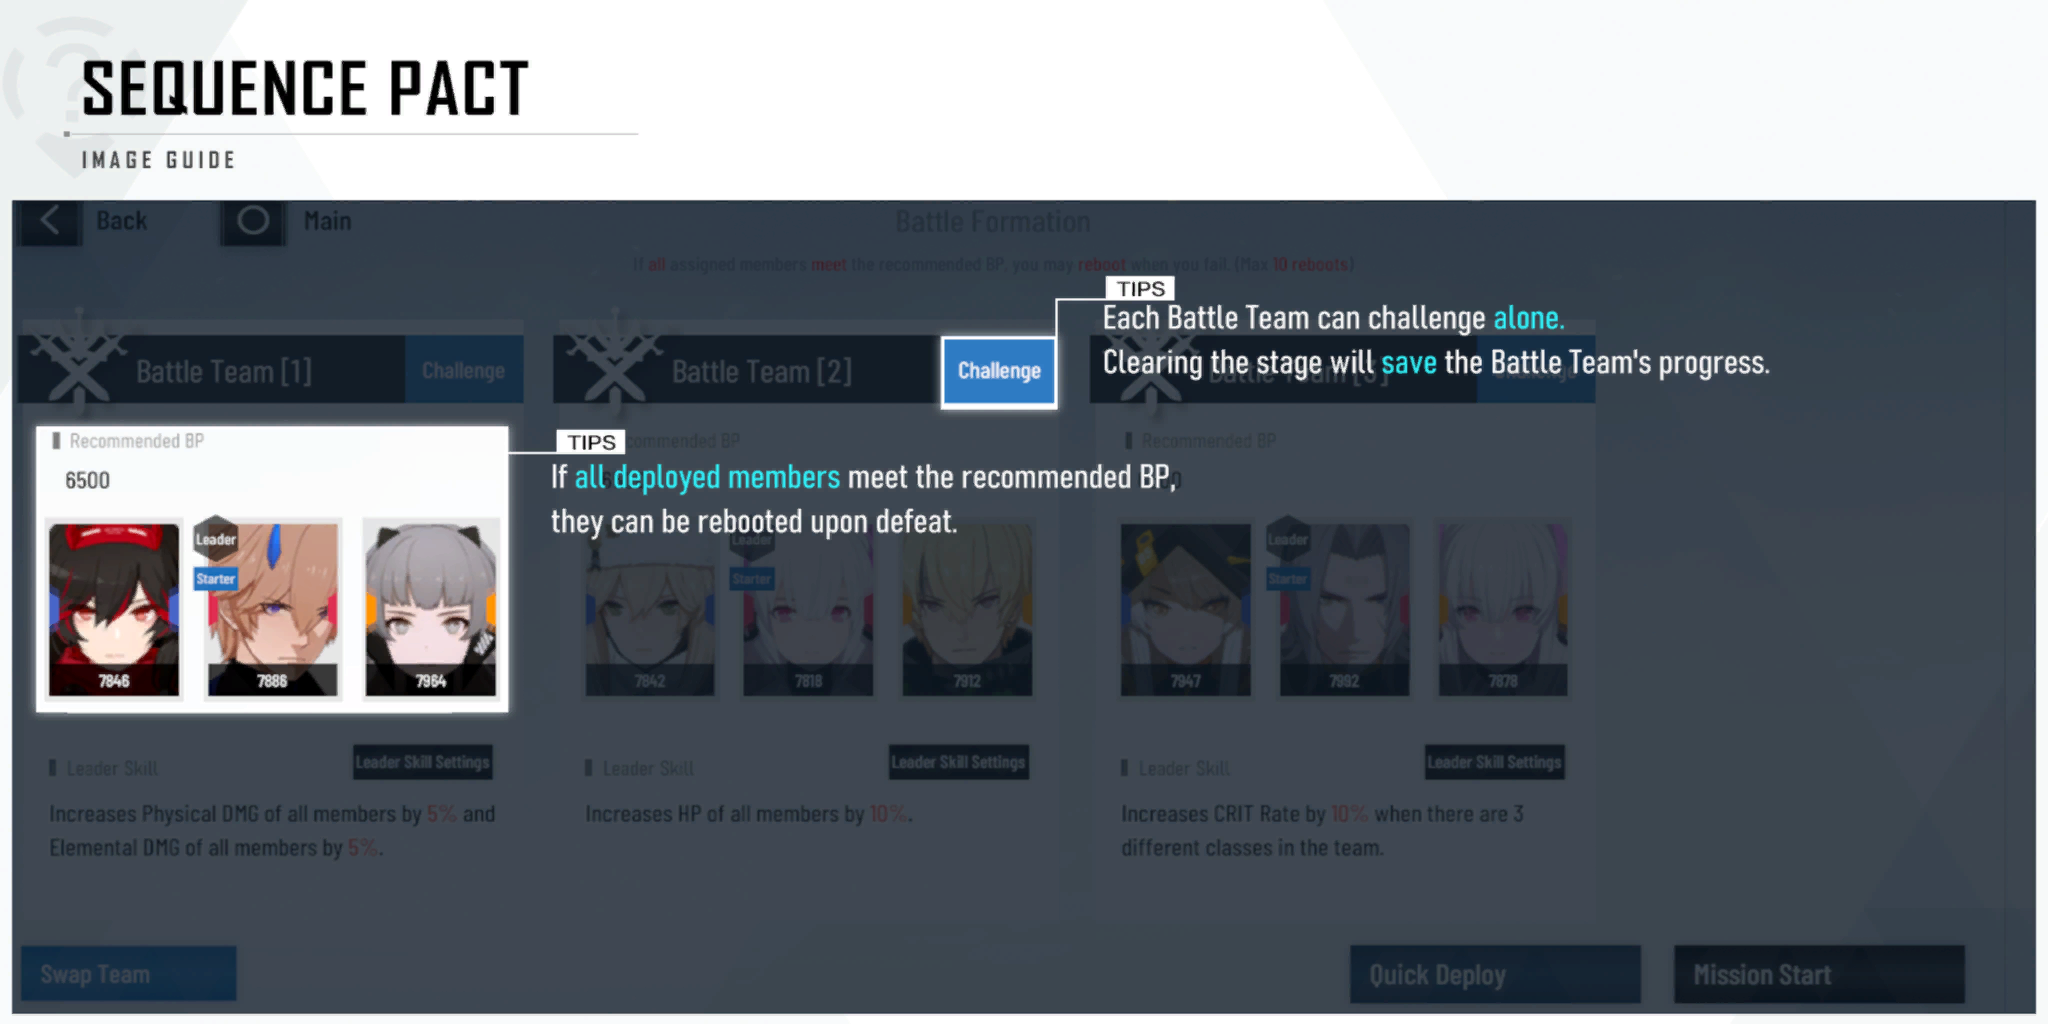 SEQUENCE PACT
IMAGE GUIDE
Back
Main
Battle Formation
If all assigned members meet the recommended BP, you may reboot when you fail. (Max 10 reboots)
TIPS
Each Battle Team can challenge alone.
Clearing the stage will save the Battle Team's progress.
Battle Team [1]
Challenge
Battle Team [2]
Challenge
Recommended BP
6500
TIPS
If all deployed members meet the recommended BP,
they can be rebooted upon defeat.
Recommended BP
Leader
Starter
7846
7886
7964
Leader
Starter
7842
7818
7912
Leader
Starter
7947
7992
7878
Leader Skill
Leader Skill Settings
Increases Physical DMG of all members by 5% and
Elemental DMG of all members by 5%.
Leader Skill
Leader Skill Settings
Increases HP of all members by 10%.
Leader Skill
Leader Skill Settings
Increases CRIT Rate by 10% when there are 3
different classes in the team.
Swap Team
Quick Deploy
Mission Start